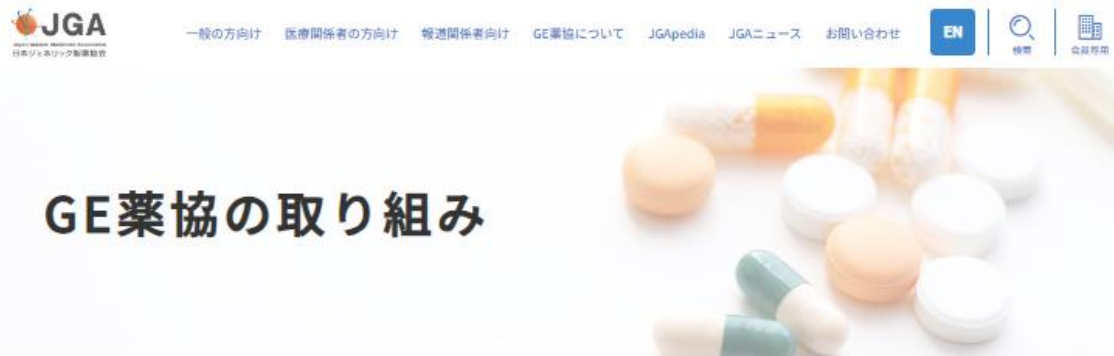 JGA
日本ジェネリック製薬協会
一般の方向け
医療関係者の方向け
報道関係者向け
GE薬協について
JGApedia
JGAニュース
お問い合わせ
EN
検索
会員専用
GE薬協の取り組み